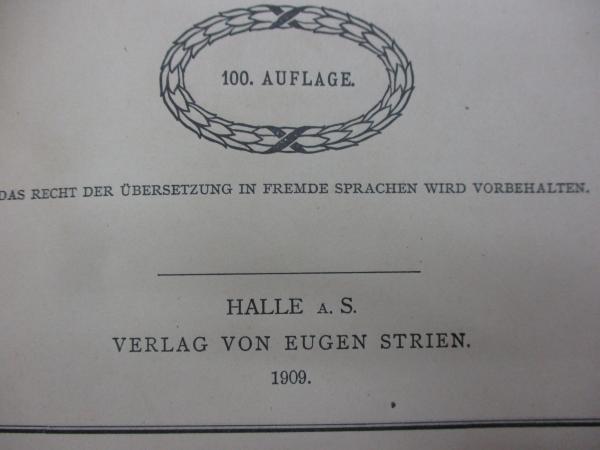 100. AUFLAGE.
DAS RECHT DER ÜBERSETZUNG IN FREMDE SPRACHEN WIRD VORBEHALTEN.
HALLE A. S.
VERLAG VON EUGEN STRIEN.
1909.